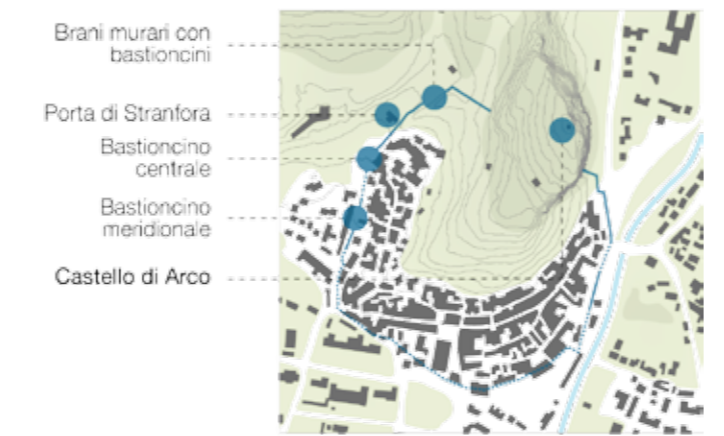 Brani murari con
bastioncini
Porta di Stranfora
Bastioncino
centrale
Bastioncino
meridionale
Castello di Arco